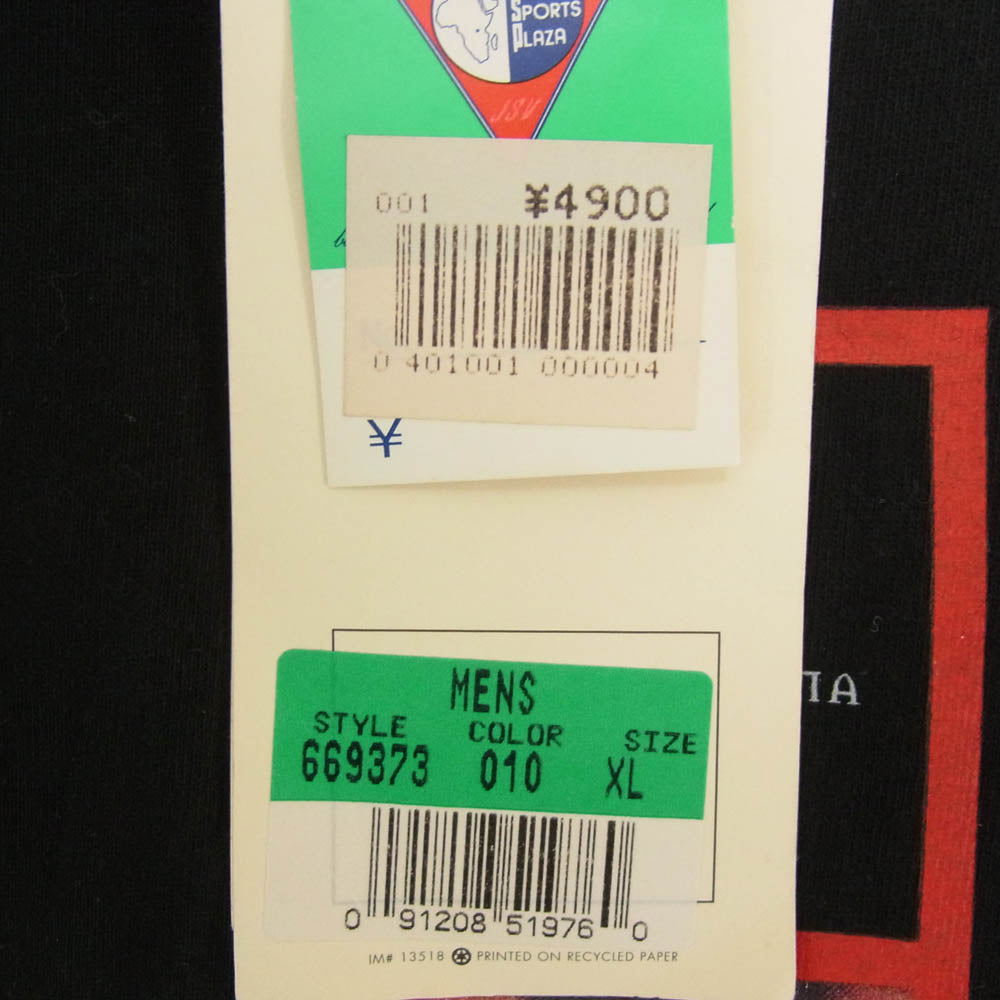 SPORTS
PLAZA
JSV
001 ¥4900
0 401001 000004
¥
MENS
STYLE COLOR SIZE
669373 010 XL
0 91208 51976 0
IM# 13518 PRINTED ON RECYCLED PAPER
ПА